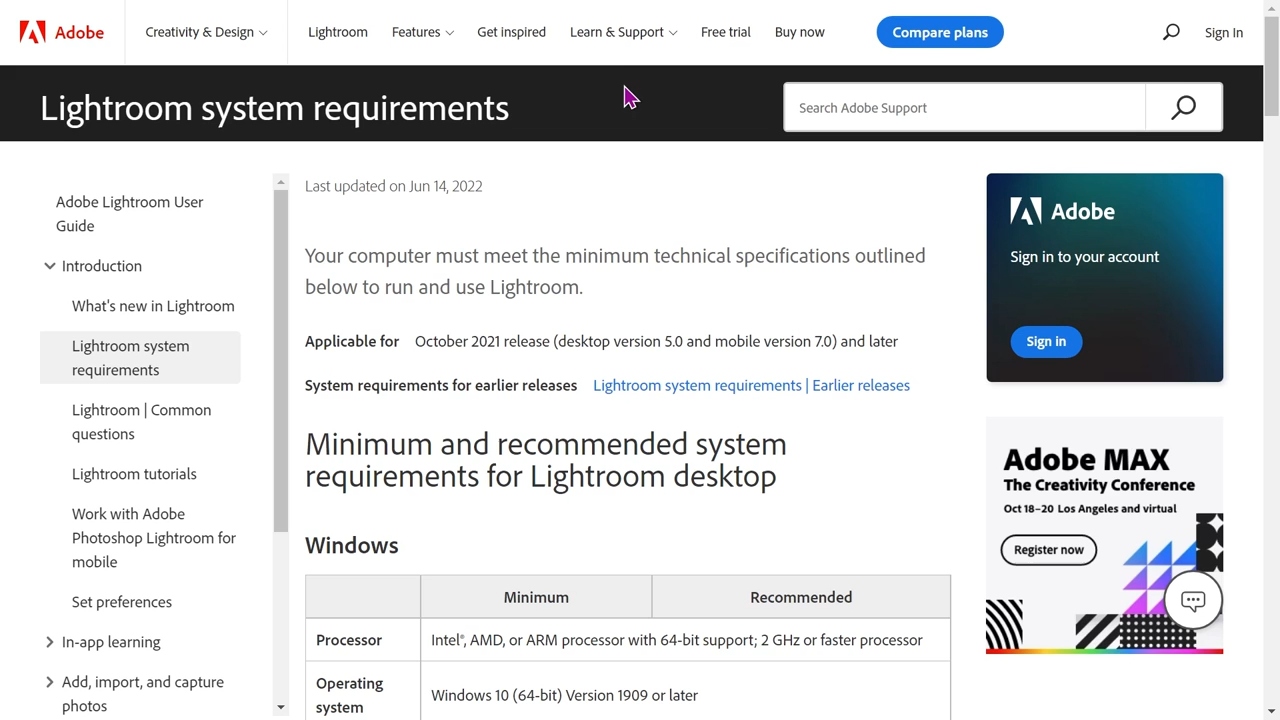 Adobe
Creativity & Design
Lightroom
Features
Get inspired
Learn & Support
Free trial
Buy now
Compare plans
Sign In
Lightroom system requirements
Search Adobe Support
Adobe Lightroom User
Guide
Introduction
What's new in Lightroom
Lightroom system
requirements
Lightroom | Common
questions
Lightroom tutorials
Work with Adobe
Photoshop Lightroom for
mobile
Set preferences
In-app learning
Add, import, and capture
photos
Last updated on Jun 14, 2022
Your computer must meet the minimum technical specifications outlined
below to run and use Lightroom.
Applicable for October 2021 release (desktop version 5.0 and mobile version 7.0) and later
System requirements for earlier releases Lightroom system requirements | Earlier releases
Minimum and recommended system
requirements for Lightroom desktop
Windows
Minimum Recommended
Processor Intel®, AMD, or ARM processor with 64-bit support; 2 GHz or faster processor
Operating
system
Windows 10 (64-bit) Version 1909 or later
Adobe
Sign in to your account
Sign in
Adobe MAX
The Creativity Conference
Oct 18–20 Los Angeles and virtual
Register now